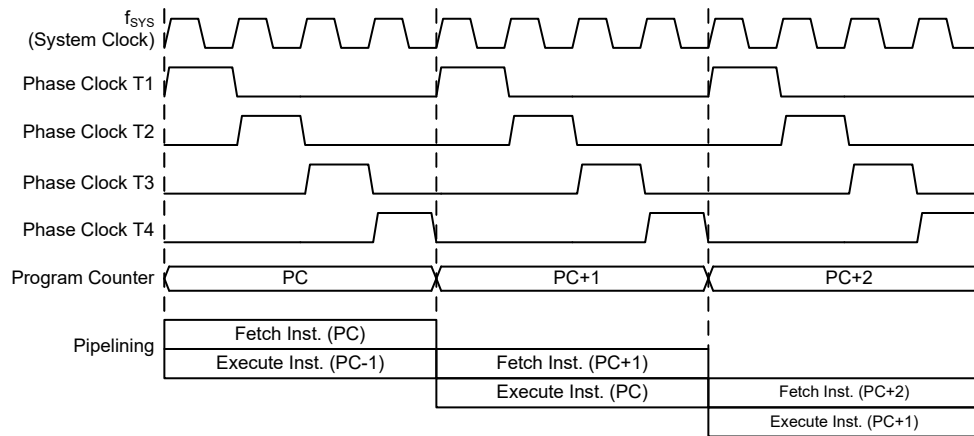 fSYS
(System Clock)
Phase Clock T1
Phase Clock T2
Phase Clock T3
Phase Clock T4
Program Counter PC PC+1 PC+2
Pipelining
Fetch Inst. (PC)
Execute Inst. (PC-1) Fetch Inst. (PC+1)
Execute Inst. (PC) Fetch Inst. (PC+2)
Execute Inst. (PC+1)